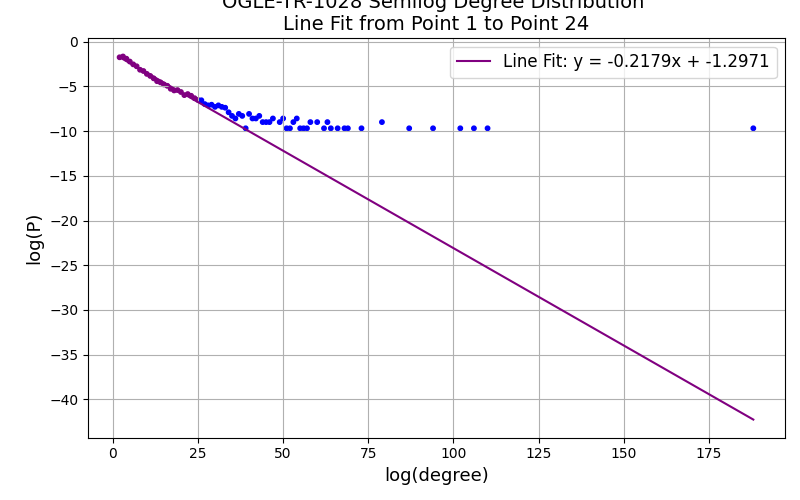 OGLE-TR-1028 Semilog Degree Distribution
Line Fit from Point 1 to Point 24
Line Fit: y = -0.2179x + -1.2971
0
−5
−10
−15
−20
−25
−30
−35
−40
log(P)
0 25 50 75 100 125 150 175
log(degree)